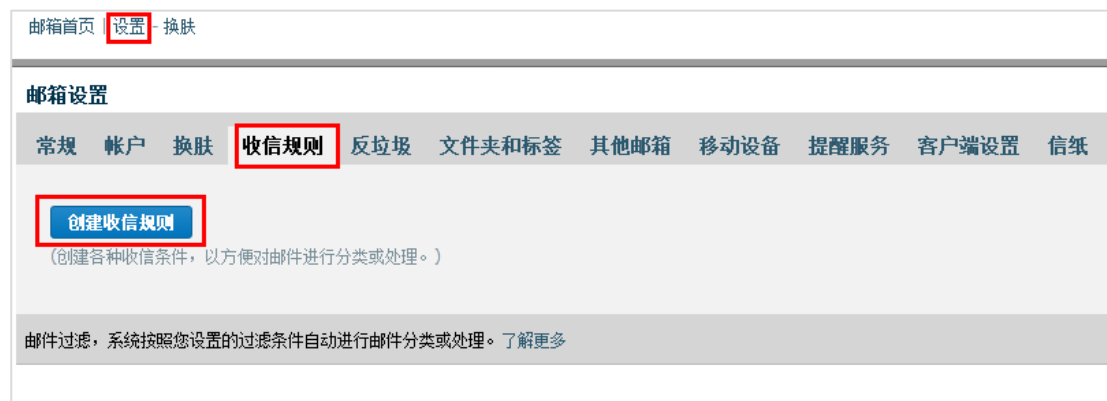 邮箱首页 | 设置 - 换肤
邮箱设置
常规 帐户 换肤 收信规则 反垃圾 文件夹和标签 其他邮箱 移动设备 提醒服务 客户端设置 信纸
创建收信规则
(创建各种收信条件，以方便对邮件进行分类或处理。)
邮件过滤，系统按照您设置的过滤条件自动进行邮件分类或处理。了解更多